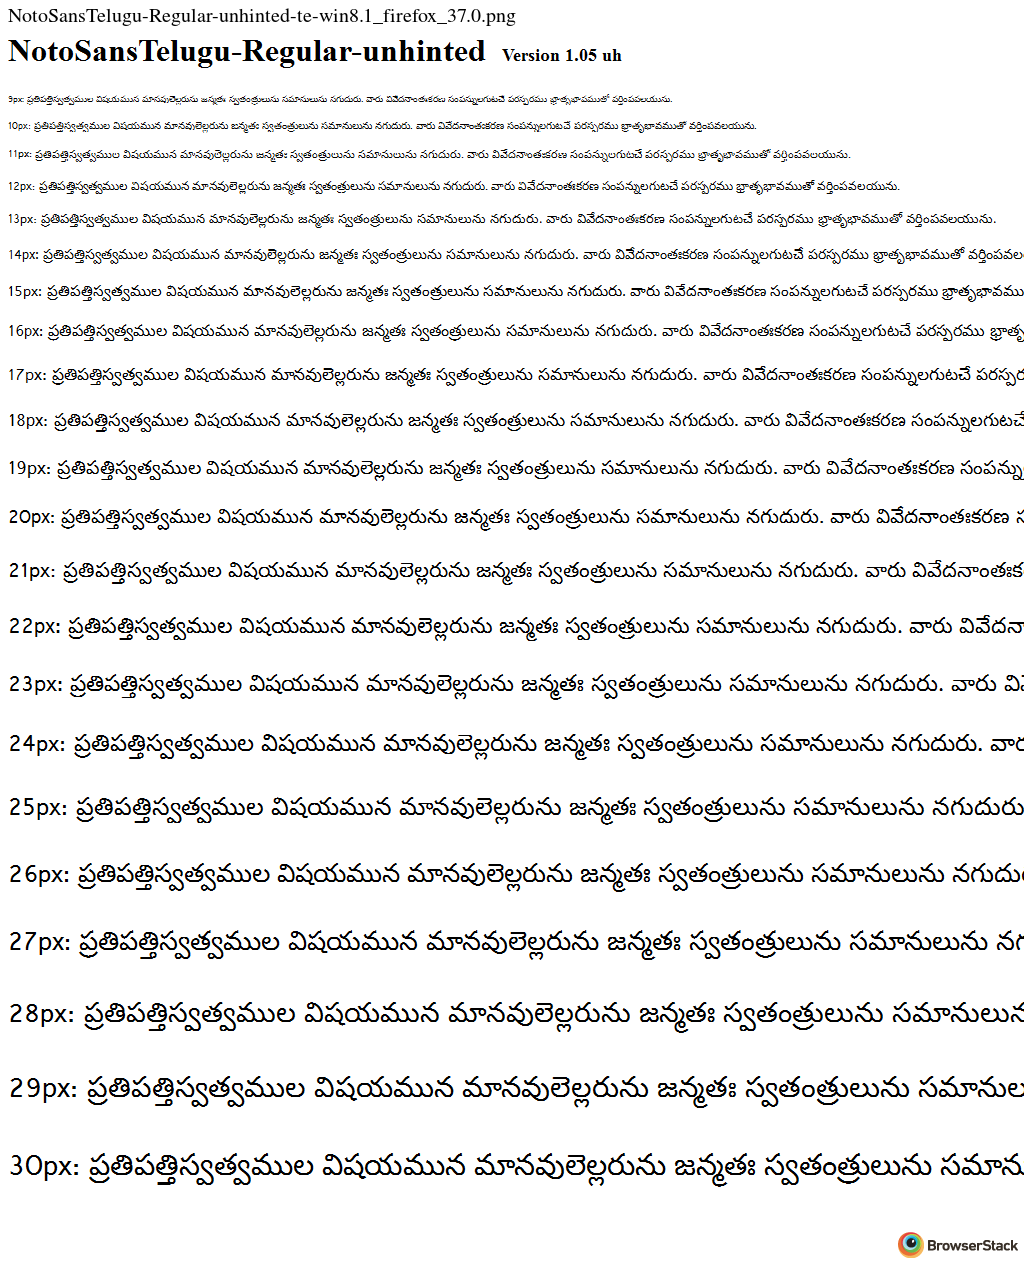 NotoSansTelugu-Regular-unhinted-te-win8.1_firefox_37.0.png
NotoSansTelugu-Regular-unhinted Version 1.05 uh
9px: ప్రతిపత్తిస్వత్వముల విషయమున మానవులెల్లరును జన్మతః స్వతంత్రులును సమానులును నగుదురు. వారు వివేదనాంతఃకరణ సంపన్నులగుటచే పరస్పరము భ్రాతృభావముతో వర్తింపవలయును.
10px: ప్రతిపత్తిస్వత్వముల విషయమున మానవులెల్లరును జన్మతః స్వతంత్రులును సమానులును నగుదురు. వారు వివేదనాంతఃకరణ సంపన్నులగుటచే పరస్పరము భ్రాతృభావముతో వర్తింపవలయును.
11px: ప్రతిపత్తిస్వత్వముల విషయమున మానవులెల్లరును జన్మతః స్వతంత్రులును సమానులును నగుదురు. వారు వివేదనాంతఃకరణ సంపన్నులగుటచే పరస్పరము భ్రాతృభావముతో వర్తింపవలయును.
12px: ప్రతిపత్తిస్వత్వముల విషయమున మానవులెల్లరును జన్మతః స్వతంత్రులును సమానులును నగుదురు. వారు వివేదనాంతఃకరణ సంపన్నులగుటచే పరస్పరము భ్రాతృభావముతో వర్తింపవలయును.
13px: ప్రతిపత్తిస్వత్వముల విషయమున మానవులెల్లరును జన్మతః స్వతంత్రులును సమానులును నగుదురు. వారు వివేదనాంతఃకరణ సంపన్నులగుటచే పరస్పరము భ్రాతృభావముతో వర్తింపవలయును.
14px: ప్రతిపత్తిస్వత్వముల విషయమున మానవులెల్లరును జన్మతః స్వతంత్రులును సమానులును నగుదురు. వారు వివేదనాంతఃకరణ సంపన్నులగుటచే పరస్పరము భ్రాతృభావముతో వర్తింపవల
15px: ప్రతిపత్తిస్వత్వముల విషయమున మానవులెల్లరును జన్మతః స్వతంత్రులును సమానులును నగుదురు. వారు వివేదనాంతఃకరణ సంపన్నులగుటచే పరస్పరము భ్రాతృభావము
16px: ప్రతిపత్తిస్వత్వముల విషయమున మానవులెల్లరును జన్మతః స్వతంత్రులును సమానులును నగుదురు. వారు వివేదనాంతఃకరణ సంపన్నులగుటచే పరస్పరము భ్రాతృ
17px: ప్రతిపత్తిస్వత్వముల విషయమున మానవులెల్లరును జన్మతః స్వతంత్రులును సమానులును నగుదురు. వారు వివేదనాంతఃకరణ సంపన్నులగుటచే పరస్పర
18px: ప్రతిపత్తిస్వత్వముల విషయమున మానవులెల్లరును జన్మతః స్వతంత్రులును సమానులును నగుదురు. వారు వివేదనాంతఃకరణ సంపన్నులగుటచే
19px: ప్రతిపత్తిస్వత్వముల విషయమున మానవులెల్లరును జన్మతః స్వతంత్రులును సమానులును నగుదురు. వారు వివేదనాంతఃకరణ సంపన్ను
20px: ప్రతిపత్తిస్వత్వముల విషయమున మానవులెల్లరును జన్మతః స్వతంత్రులును సమానులును నగుదురు. వారు వివేదనాంతఃకరణ
21px: ప్రతిపత్తిస్వత్వముల విషయమున మానవులెల్లరును జన్మతః స్వతంత్రులును సమానులును నగుదురు. వారు వివేదనాంతఃక
22px: ప్రతిపత్తిస్వత్వముల విషయమున మానవులెల్లరును జన్మతః స్వతంత్రులును సమానులును నగుదురు. వారు వివేదనా
23px: ప్రతిపత్తిస్వత్వముల విషయమున మానవులెల్లరును జన్మతః స్వతంత్రులును సమానులును నగుదురు. వారు వివే
24px: ప్రతిపత్తిస్వత్వముల విషయమున మానవులెల్లరును జన్మతః స్వతంత్రులును సమానులును నగుదురు. వార
25px: ప్రతిపత్తిస్వత్వముల విషయమున మానవులెల్లరును జన్మతః స్వతంత్రులును సమానులును నగుదురు
26px: ప్రతిపత్తిస్వత్వముల విషయమున మానవులెల్లరును జన్మతః స్వతంత్రులును సమానులును నగుదు
27px: ప్రతిపత్తిస్వత్వముల విషయమున మానవులెల్లరును జన్మతః స్వతంత్రులును సమానులును నగ
28px: ప్రతిపత్తిస్వత్వముల విషయమున మానవులెల్లరును జన్మతః స్వతంత్రులును సమానులున
29px: ప్రతిపత్తిస్వత్వముల విషయమున మానవులెల్లరును జన్మతః స్వతంత్రులును సమానుల
30px: ప్రతిపత్తిస్వత్వముల విషయమున మానవులెల్లరును జన్మతః స్వతంత్రులును సమాను
BrowserStack